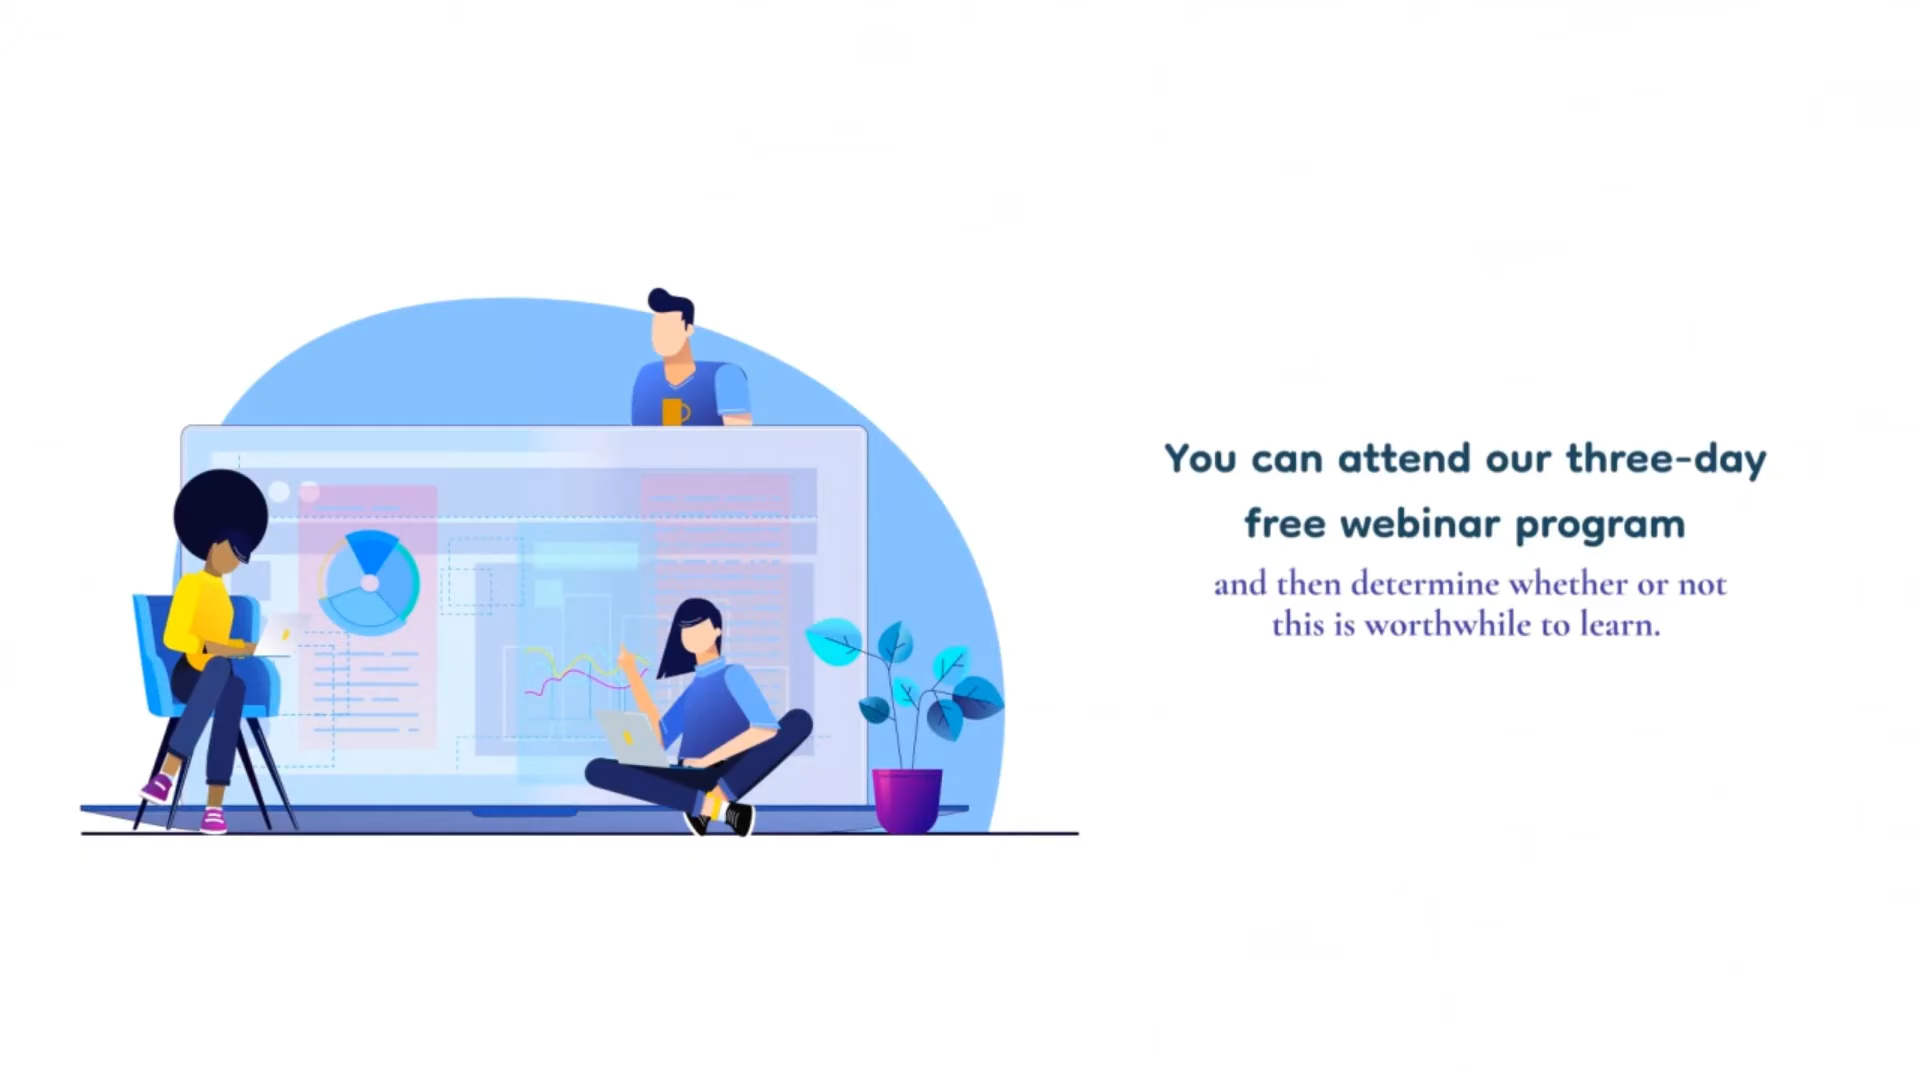 You can attend our three-day
free webinar program
and then determine whether or not
this is worthwhile to learn.